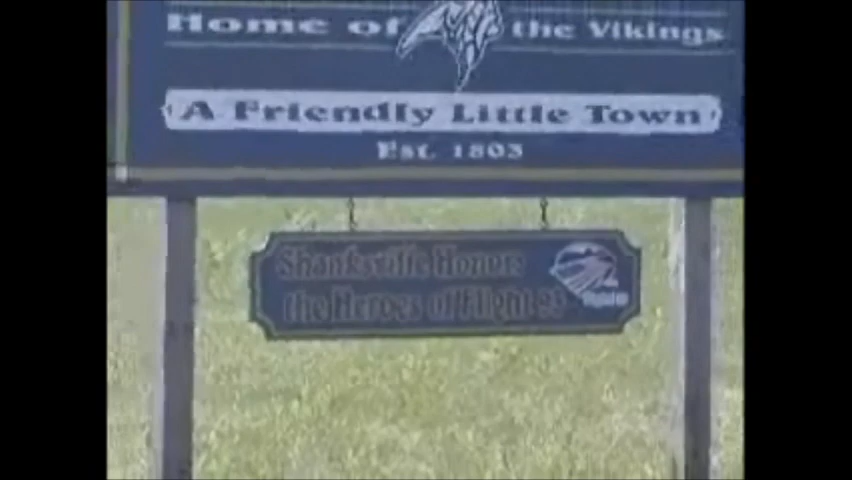 Home of the Vikings
A Friendly Little Town
Est. 1803
Shanksville Honors
the Heroes of Flight 93